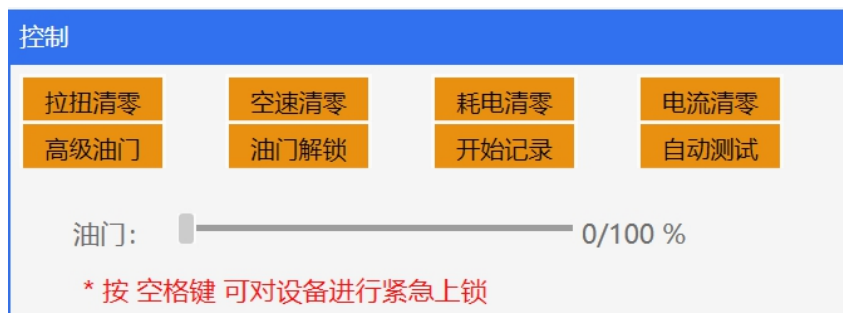 控制
拉扭清零 空速清零 耗电清零 电流清零
高级油门 油门解锁 开始记录 自动测试
油门： 0/100 %
* 按 空格键 可对设备进行紧急上锁